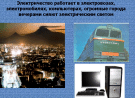 Электричество работает в электровозах,
электромобилях, компьютерах, огромные города
вечерами сияют электрическим светом